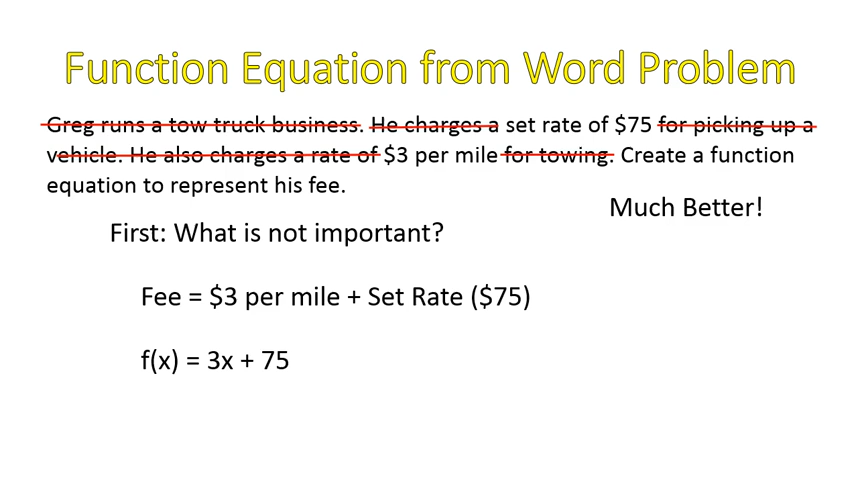 Function Equation from Word Problem
Greg runs a tow truck business. He charges a set rate of $75 for picking up a
vehicle. He also charges a rate of $3 per mile for towing. Create a function
equation to represent his fee.
Much Better!
First: What is not important?
Fee = $3 per mile + Set Rate ($75)
f(x) = 3x + 75